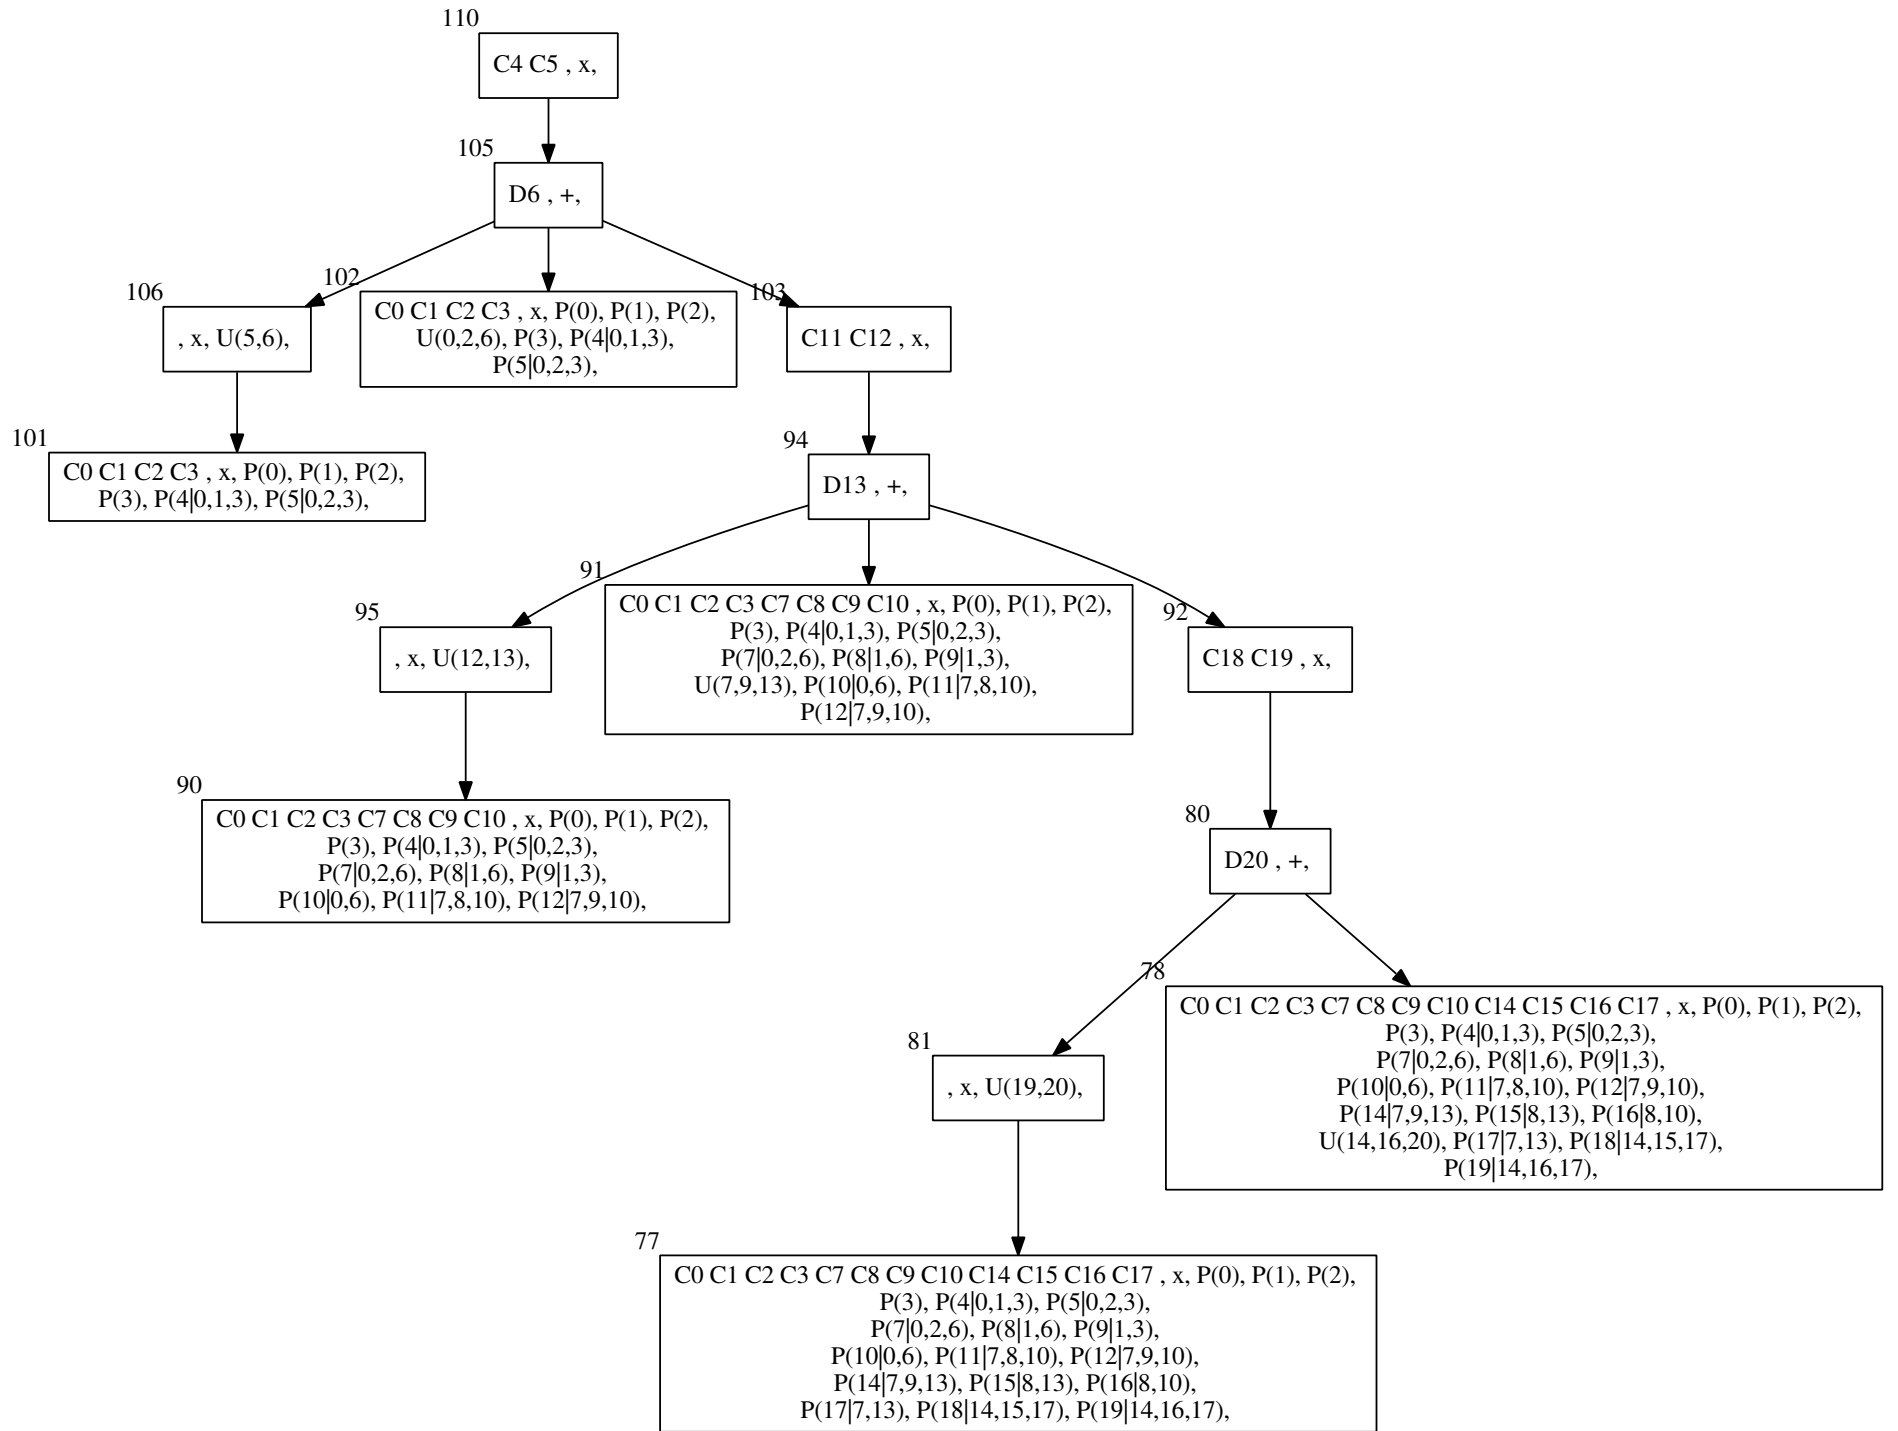 110
C4 C5 , x,
105
D6 , +,
106
, x, U(5,6),
102
C0 C1 C2 C3 , x, P(0), P(1), P(2),
U(0,2,6), P(3), P(4|0,1,3),
P(5|0,2,3),
103
C11 C12 , x,
101
C0 C1 C2 C3 , x, P(0), P(1), P(2),
P(3), P(4|0,1,3), P(5|0,2,3),
94
D13 , +,
95
, x, U(12,13),
91
C0 C1 C2 C3 C7 C8 C9 C10 , x, P(0), P(1), P(2),
P(3), P(4|0,1,3), P(5|0,2,3),
P(7|0,2,6), P(8|1,6), P(9|1,3),
U(7,9,13), P(10|0,6), P(11|7,8,10),
P(12|7,9,10),
92
C18 C19 , x,
90
C0 C1 C2 C3 C7 C8 C9 C10 , x, P(0), P(1), P(2),
P(3), P(4|0,1,3), P(5|0,2,3),
P(7|0,2,6), P(8|1,6), P(9|1,3),
P(10|0,6), P(11|7,8,10), P(12|7,9,10),
80
D20 , +,
81
, x, U(19,20),
78
C0 C1 C2 C3 C7 C8 C9 C10 C14 C15 C16 C17 , x, P(0), P(1), P(2),
P(3), P(4|0,1,3), P(5|0,2,3),
P(7|0,2,6), P(8|1,6), P(9|1,3),
P(10|0,6), P(11|7,8,10), P(12|7,9,10),
P(14|7,9,13), P(15|8,13), P(16|8,10),
U(14,16,20), P(17|7,13), P(18|14,15,17),
P(19|14,16,17),
77
C0 C1 C2 C3 C7 C8 C9 C10 C14 C15 C16 C17 , x, P(0), P(1), P(2),
P(3), P(4|0,1,3), P(5|0,2,3),
P(7|0,2,6), P(8|1,6), P(9|1,3),
P(10|0,6), P(11|7,8,10), P(12|7,9,10),
P(14|7,9,13), P(15|8,13), P(16|8,10),
P(17|7,13), P(18|14,15,17), P(19|14,16,17),